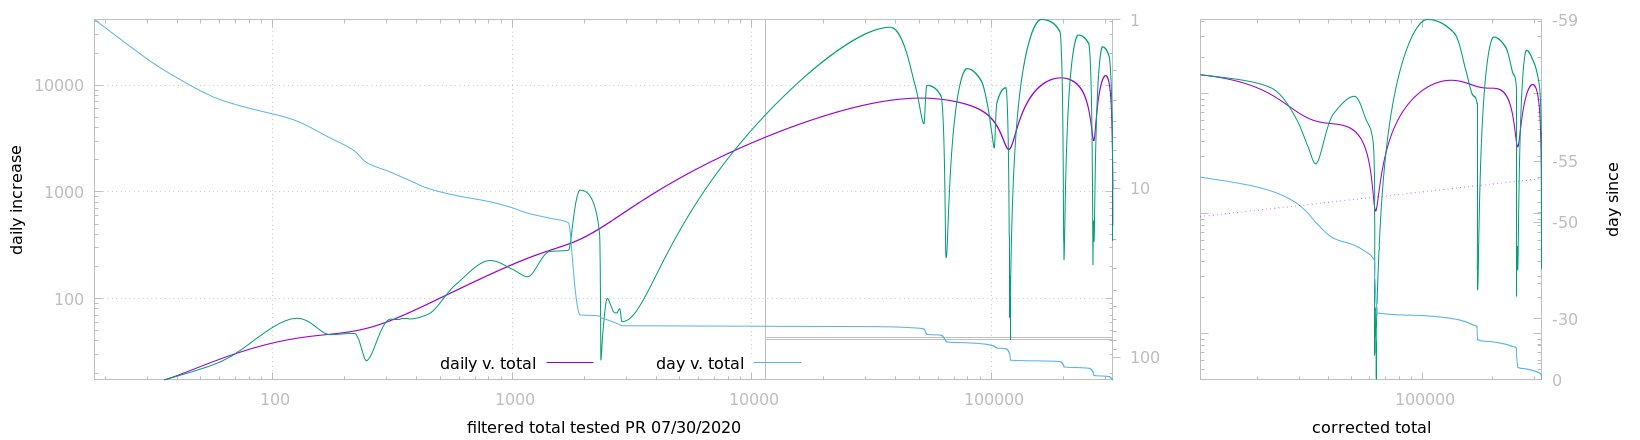 daily increase
10000
1000
100
100
1000
10000
100000
filtered total tested PR 07/30/2020
daily v. total
day v. total
1
10
100
100000
corrected total
-59
-55
-50
-30
0
day since